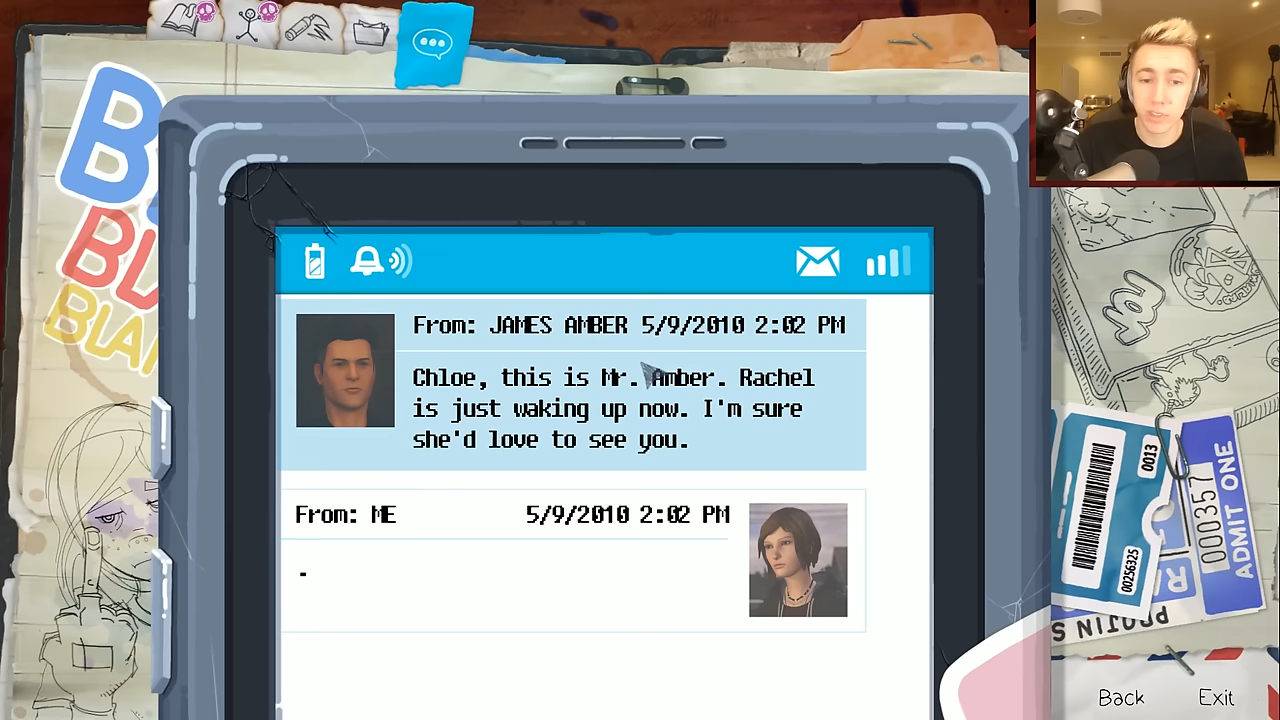 From: JAMES AMBER 5/9/2010 2:02 PM
Chloe, this is Mr. Amber. Rachel
is just waking up now. I'm sure
she'd love to see you.
From: ME 5/9/2010 2:02 PM
-
0013
00256325
000357
ADMIT ONE
Back
Exit